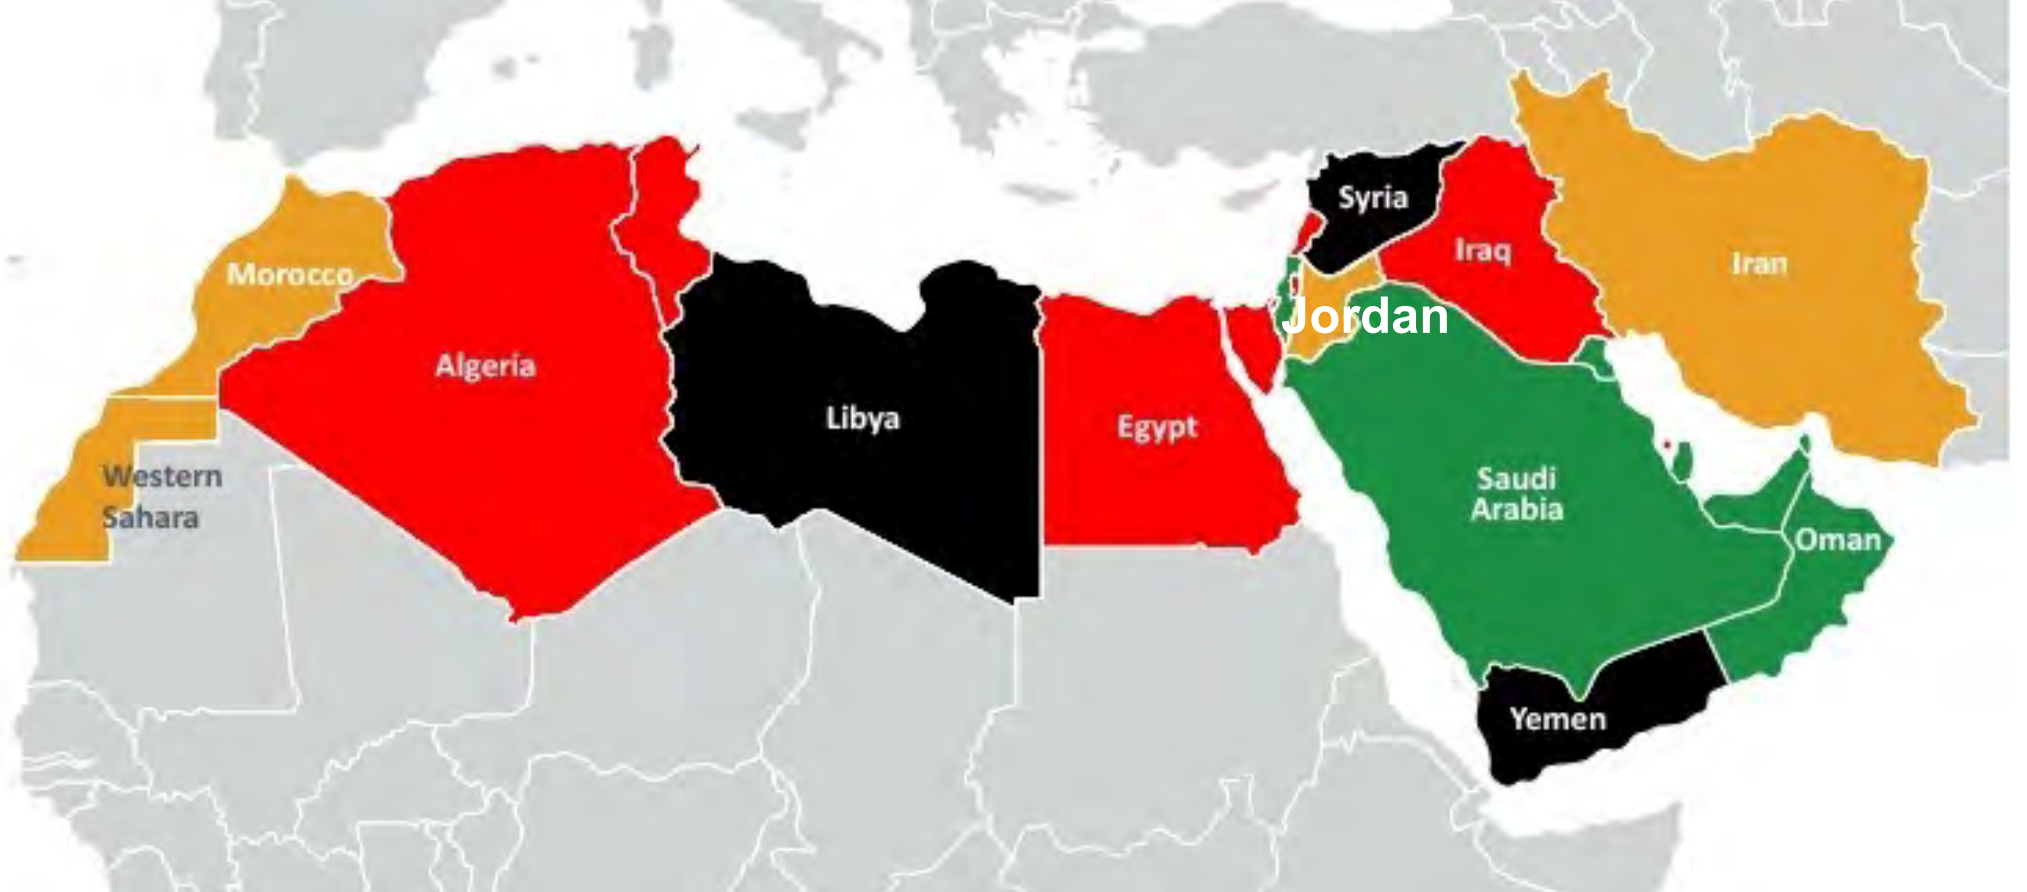 Syria
Iraq
Iran
Morocco
Jordan
Algeria
Libya
Egypt
Western
Sahara
Saudi
Arabia
Oman
Yemen